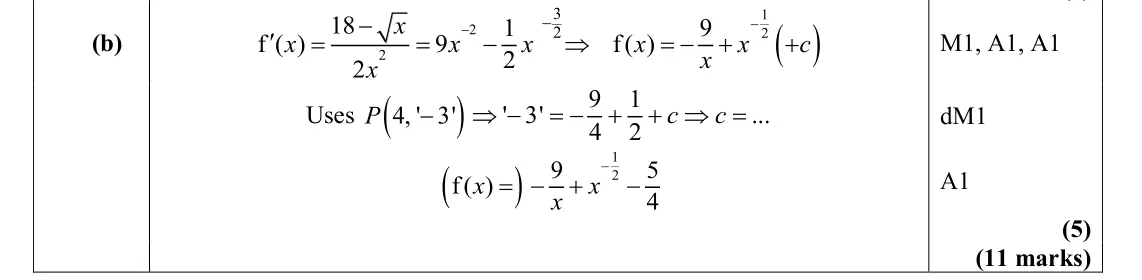 (b) f′(x) = (18 − √x)/(2x²) = 9x⁻² − (1/2)x^(−3/2) ⇒ f(x) = −9/x + x^(−1/2) (+c) M1, A1, A1
Uses P(4, '−3') ⇒ '−3' = −9/4 + 1/2 + c ⇒ c = ... dM1
(f(x) =) −9/x + x^(−1/2) − 5/4 A1
(5)
(11 marks)